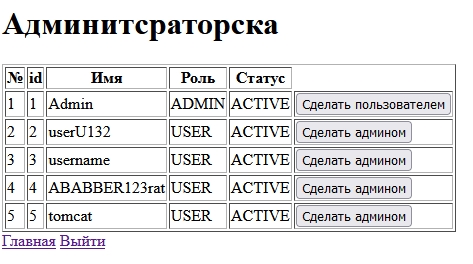 Админитсраторска
№ id Имя Роль Статус
1 1 Admin ADMIN ACTIVE Сделать пользователем
2 2 userU132 USER ACTIVE Сделать админом
3 3 username USER ACTIVE Сделать админом
4 4 ABABBER123rat USER ACTIVE Сделать админом
5 5 tomcat USER ACTIVE Сделать админом
Главная Выйти